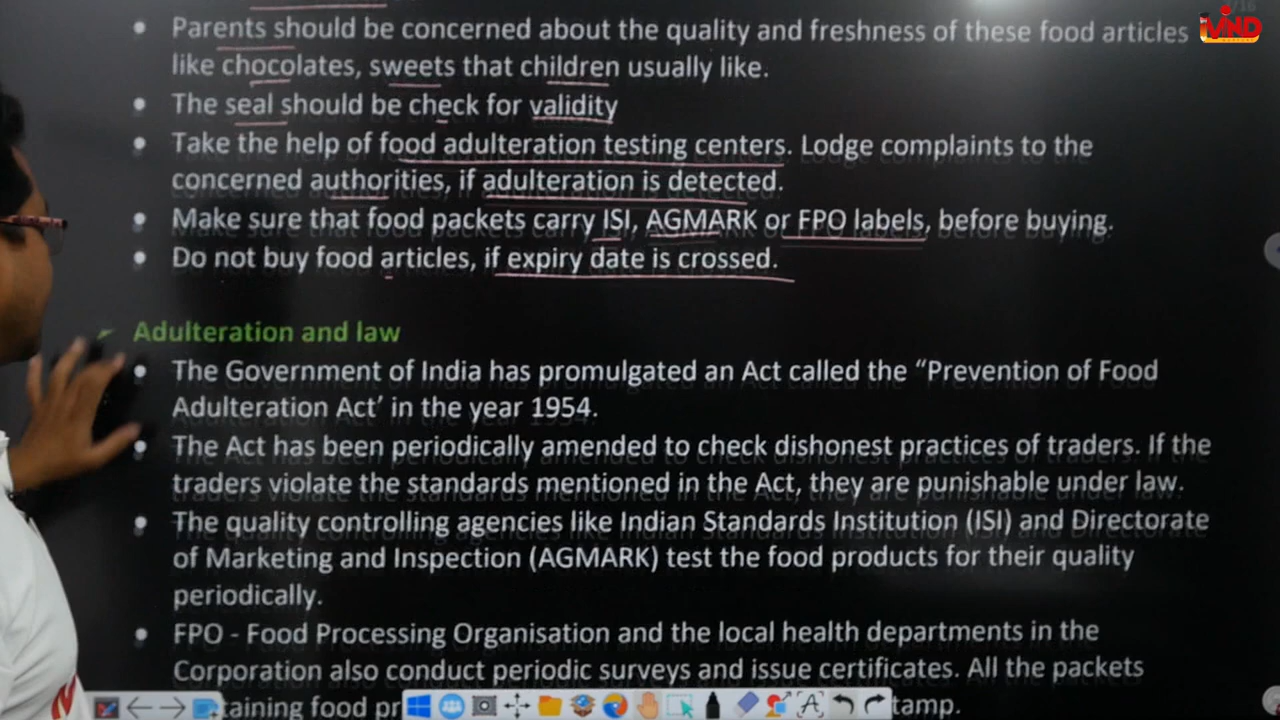 Parents should be concerned about the quality and freshness of these food articles
like chocolates, sweets that children usually like.
The seal should be check for validity
Take the help of food adulteration testing centers. Lodge complaints to the
concerned authorities, if adulteration is detected.
Make sure that food packets carry ISI, AGMARK or FPO labels, before buying.
Do not buy food articles, if expiry date is crossed.
Adulteration and law
The Government of India has promulgated an Act called the “Prevention of Food
Adulteration Act’ in the year 1954.
The Act has been periodically amended to check dishonest practices of traders. If the
traders violate the standards mentioned in the Act, they are punishable under law.
The quality controlling agencies like Indian Standards Institution (ISI) and Directorate
of Marketing and Inspection (AGMARK) test the food products for their quality
periodically.
FPO - Food Processing Organisation and the local health departments in the
Corporation also conduct periodic surveys and issue certificates. All the packets
food